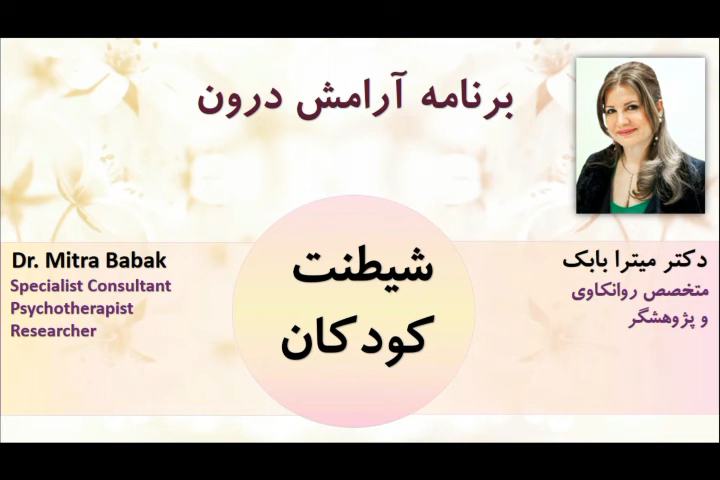 برنامه آرامش درون
دکتر میترا بابک
متخصص روانکاوی
و پژوهشگر
شیطنت
کودکان
Dr. Mitra Babak
Specialist Consultant
Psychotherapist
Researcher